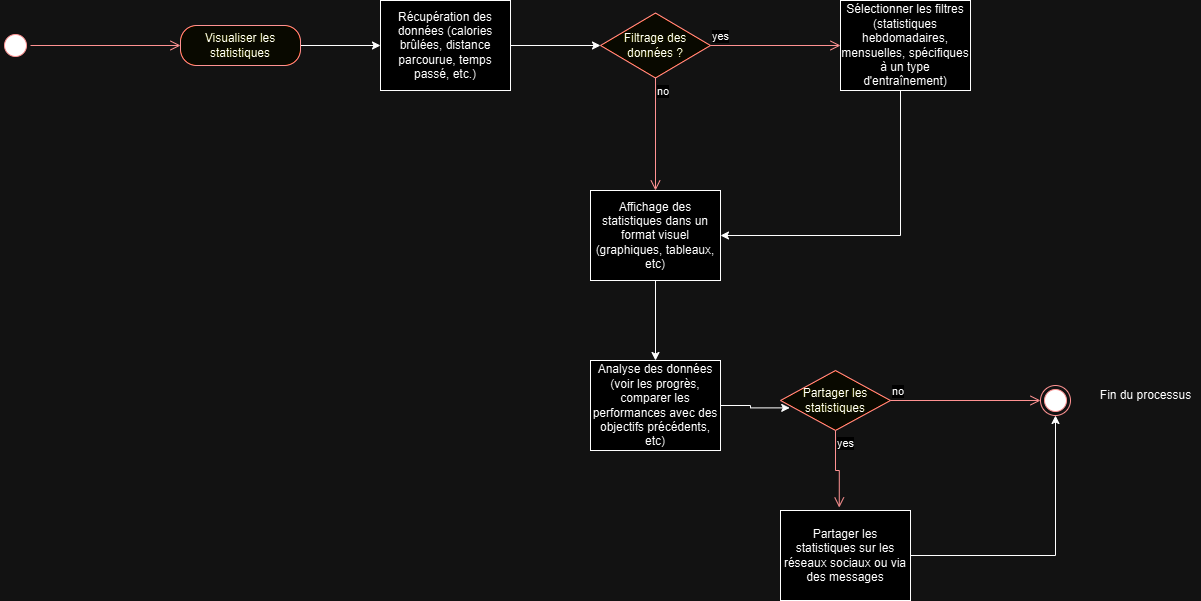 Visualiser les
statistiques
Récupération des
données (calories
brûlées, distance
parcourue, temps
passé, etc.)
Filtrage des
données ?
yes
Sélectionner les filtres
(statistiques
hebdomadaires,
mensuelles, spécifiques
à un type
d'entraînement)
no
Affichage des
statistiques dans un
format visuel
(graphiques, tableaux,
etc)
Analyse des données
(voir les progrès,
comparer les
performances avec des
objectifs précédents,
etc)
Partager les
statistiques
no
Fin du processus
yes
Partager les
statistiques sur les
réseaux sociaux ou via
des messages